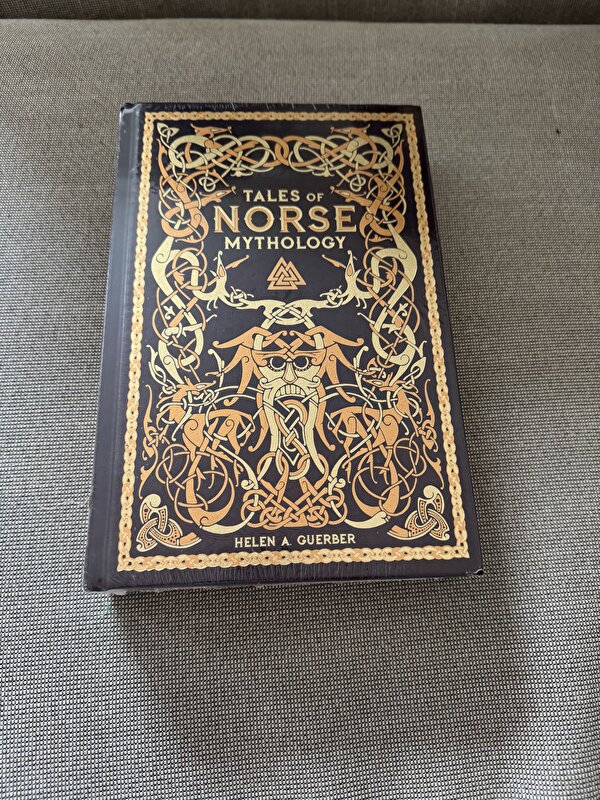 TALES OF
NORSE
MYTHOLOGY
HELEN A. GUERBER